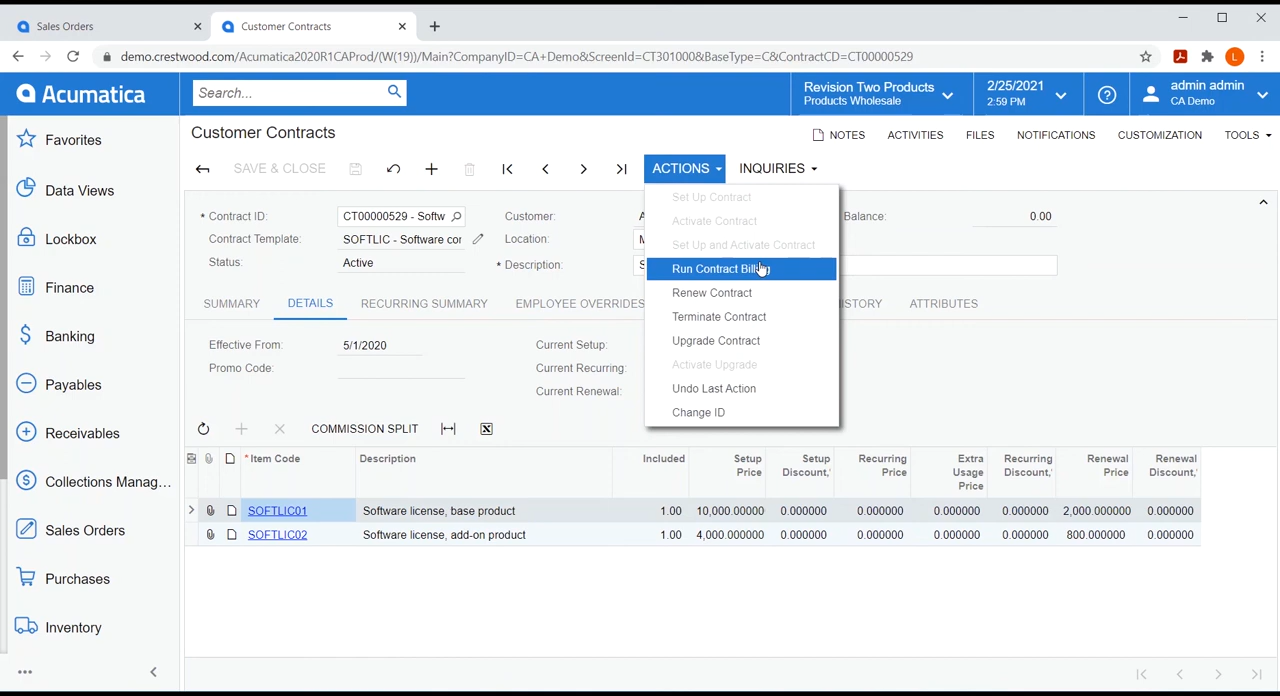 Sales Orders
Customer Contracts
demo.crestwood.com/Acumatica2020R1CAProd/(W(19))/Main?CompanyID=CA+Demo&ScreenId=CT301000&BaseType=C&ContractCD=CT00000529
L
Acumatica
Search...
Revision Two Products
Products Wholesale
2/25/2021
2:59 PM
?
admin admin
CA Demo
Favorites
Data Views
Lockbox
Finance
Banking
Payables
Receivables
Collections Manag...
Sales Orders
Purchases
Inventory
Customer Contracts
NOTES
ACTIVITIES
FILES
NOTIFICATIONS
CUSTOMIZATION
TOOLS
SAVE & CLOSE
ACTIONS
INQUIRIES
* Contract ID: CT00000529 - Softw
Customer: A
Balance: 0.00
Contract Template: SOFTLIC - Software cor
Location: M
Status: Active
* Description: S
Set Up Contract
Activate Contract
Set Up and Activate Contract
Run Contract Billing
Renew Contract
Terminate Contract
Upgrade Contract
Activate Upgrade
Undo Last Action
Change ID
SUMMARY
DETAILS
RECURRING SUMMARY
EMPLOYEE OVERRIDES
HISTORY
ATTRIBUTES
Effective From: 5/1/2020
Promo Code:
Current Setup:
Current Recurring:
Current Renewal:
COMMISSION SPLIT
* Item Code
Description
Included
Setup Price
Setup Discount,
Recurring Price
Extra Usage Price
Recurring Discount,
Renewal Price
Renewal Discount,
SOFTLIC01 Software license, base product 1.00 10,000.00000 0.000000 0.000000 0.000000 0.000000 2,000.000000 0.000000
SOFTLIC02 Software license, add-on product 1.00 4,000.000000 0.000000 0.000000 0.000000 0.000000 800.000000 0.000000